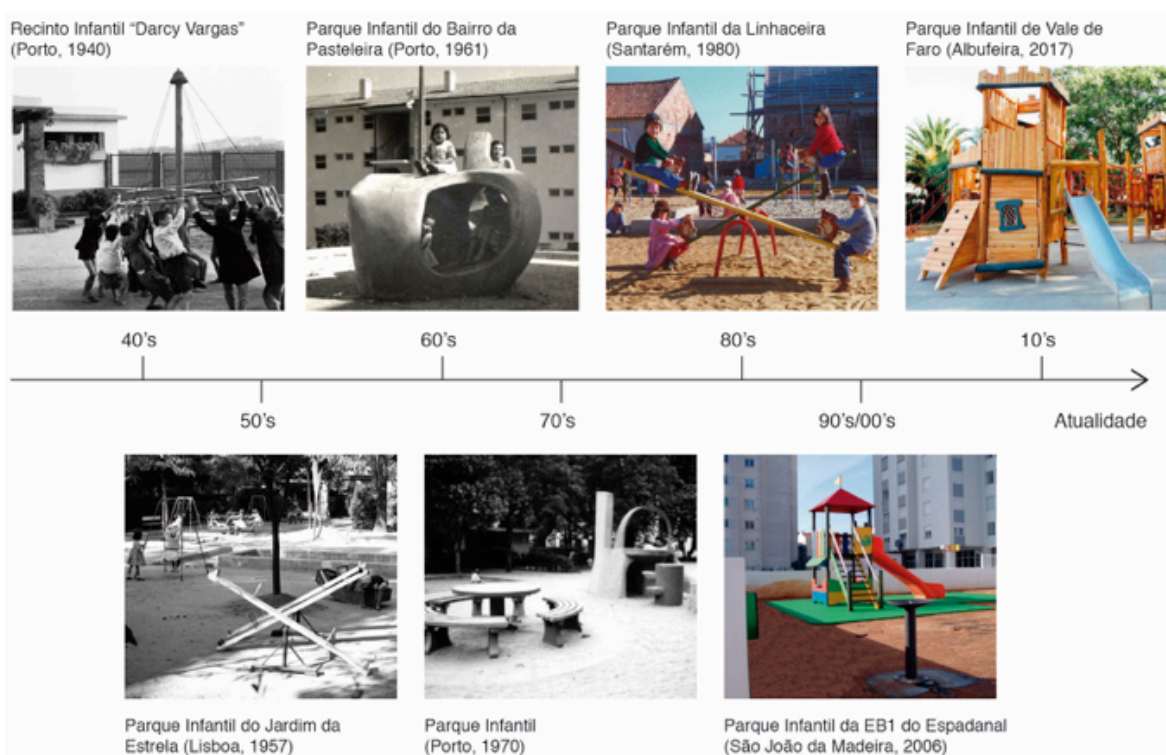 Recinto Infantil “Darcy Vargas”
(Porto, 1940)
Parque Infantil do Bairro da
Pasteleira (Porto, 1961)
Parque Infantil da Linhaceira
(Santarém, 1980)
Parque Infantil de Vale de
Faro (Albufeira, 2017)
40’s
60’s
80’s
10’s
50’s
70’s
90’s/00’s
Atualidade
Parque Infantil do Jardim da
Estrela (Lisboa, 1957)
Parque Infantil
(Porto, 1970)
Parque Infantil da EB1 do Espadanal
(São João da Madeira, 2006)